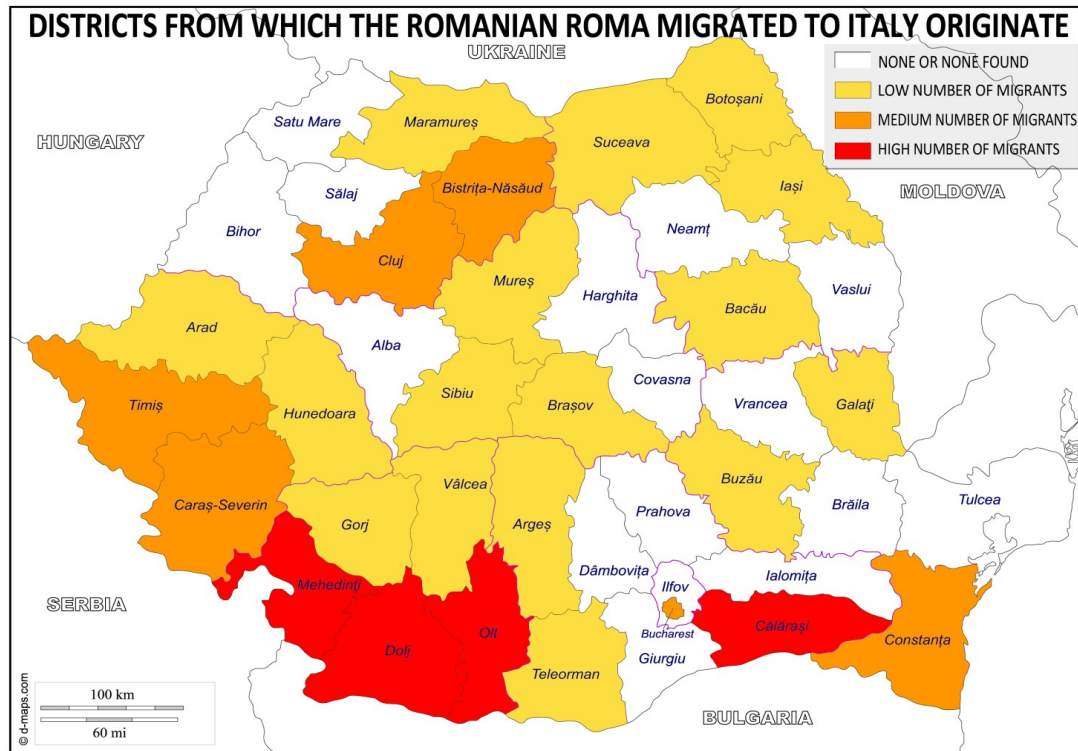 DISTRICTS FROM WHICH THE ROMANIAN ROMA MIGRATED TO ITALY ORIGINATE
UKRAINE
NONE OR NONE FOUND
LOW NUMBER OF MIGRANTS
MEDIUM NUMBER OF MIGRANTS
HIGH NUMBER OF MIGRANTS
HUNGARY
MOLDOVA
SERBIA
BULGARIA
Satu Mare
Maramureș
Botoșani
Suceava
Sălaj
Bistrița-Năsăud
Iași
Bihor
Neamț
Cluj
Mureș
Harghita
Bacău
Vaslui
Arad
Alba
Covasna
Timiș
Hunedoara
Sibiu
Brașov
Vrancea
Galaţi
Caraș-Severin
Vâlcea
Buzău
Gorj
Argeș
Prahova
Brăila
Tulcea
Dâmbovița
Ialomița
Mehedinţi
Ilfov
Olt
Bucharest
Călărași
Constanța
Dolj
Giurgiu
Teleorman
100 km
60 mi
© d-maps.com